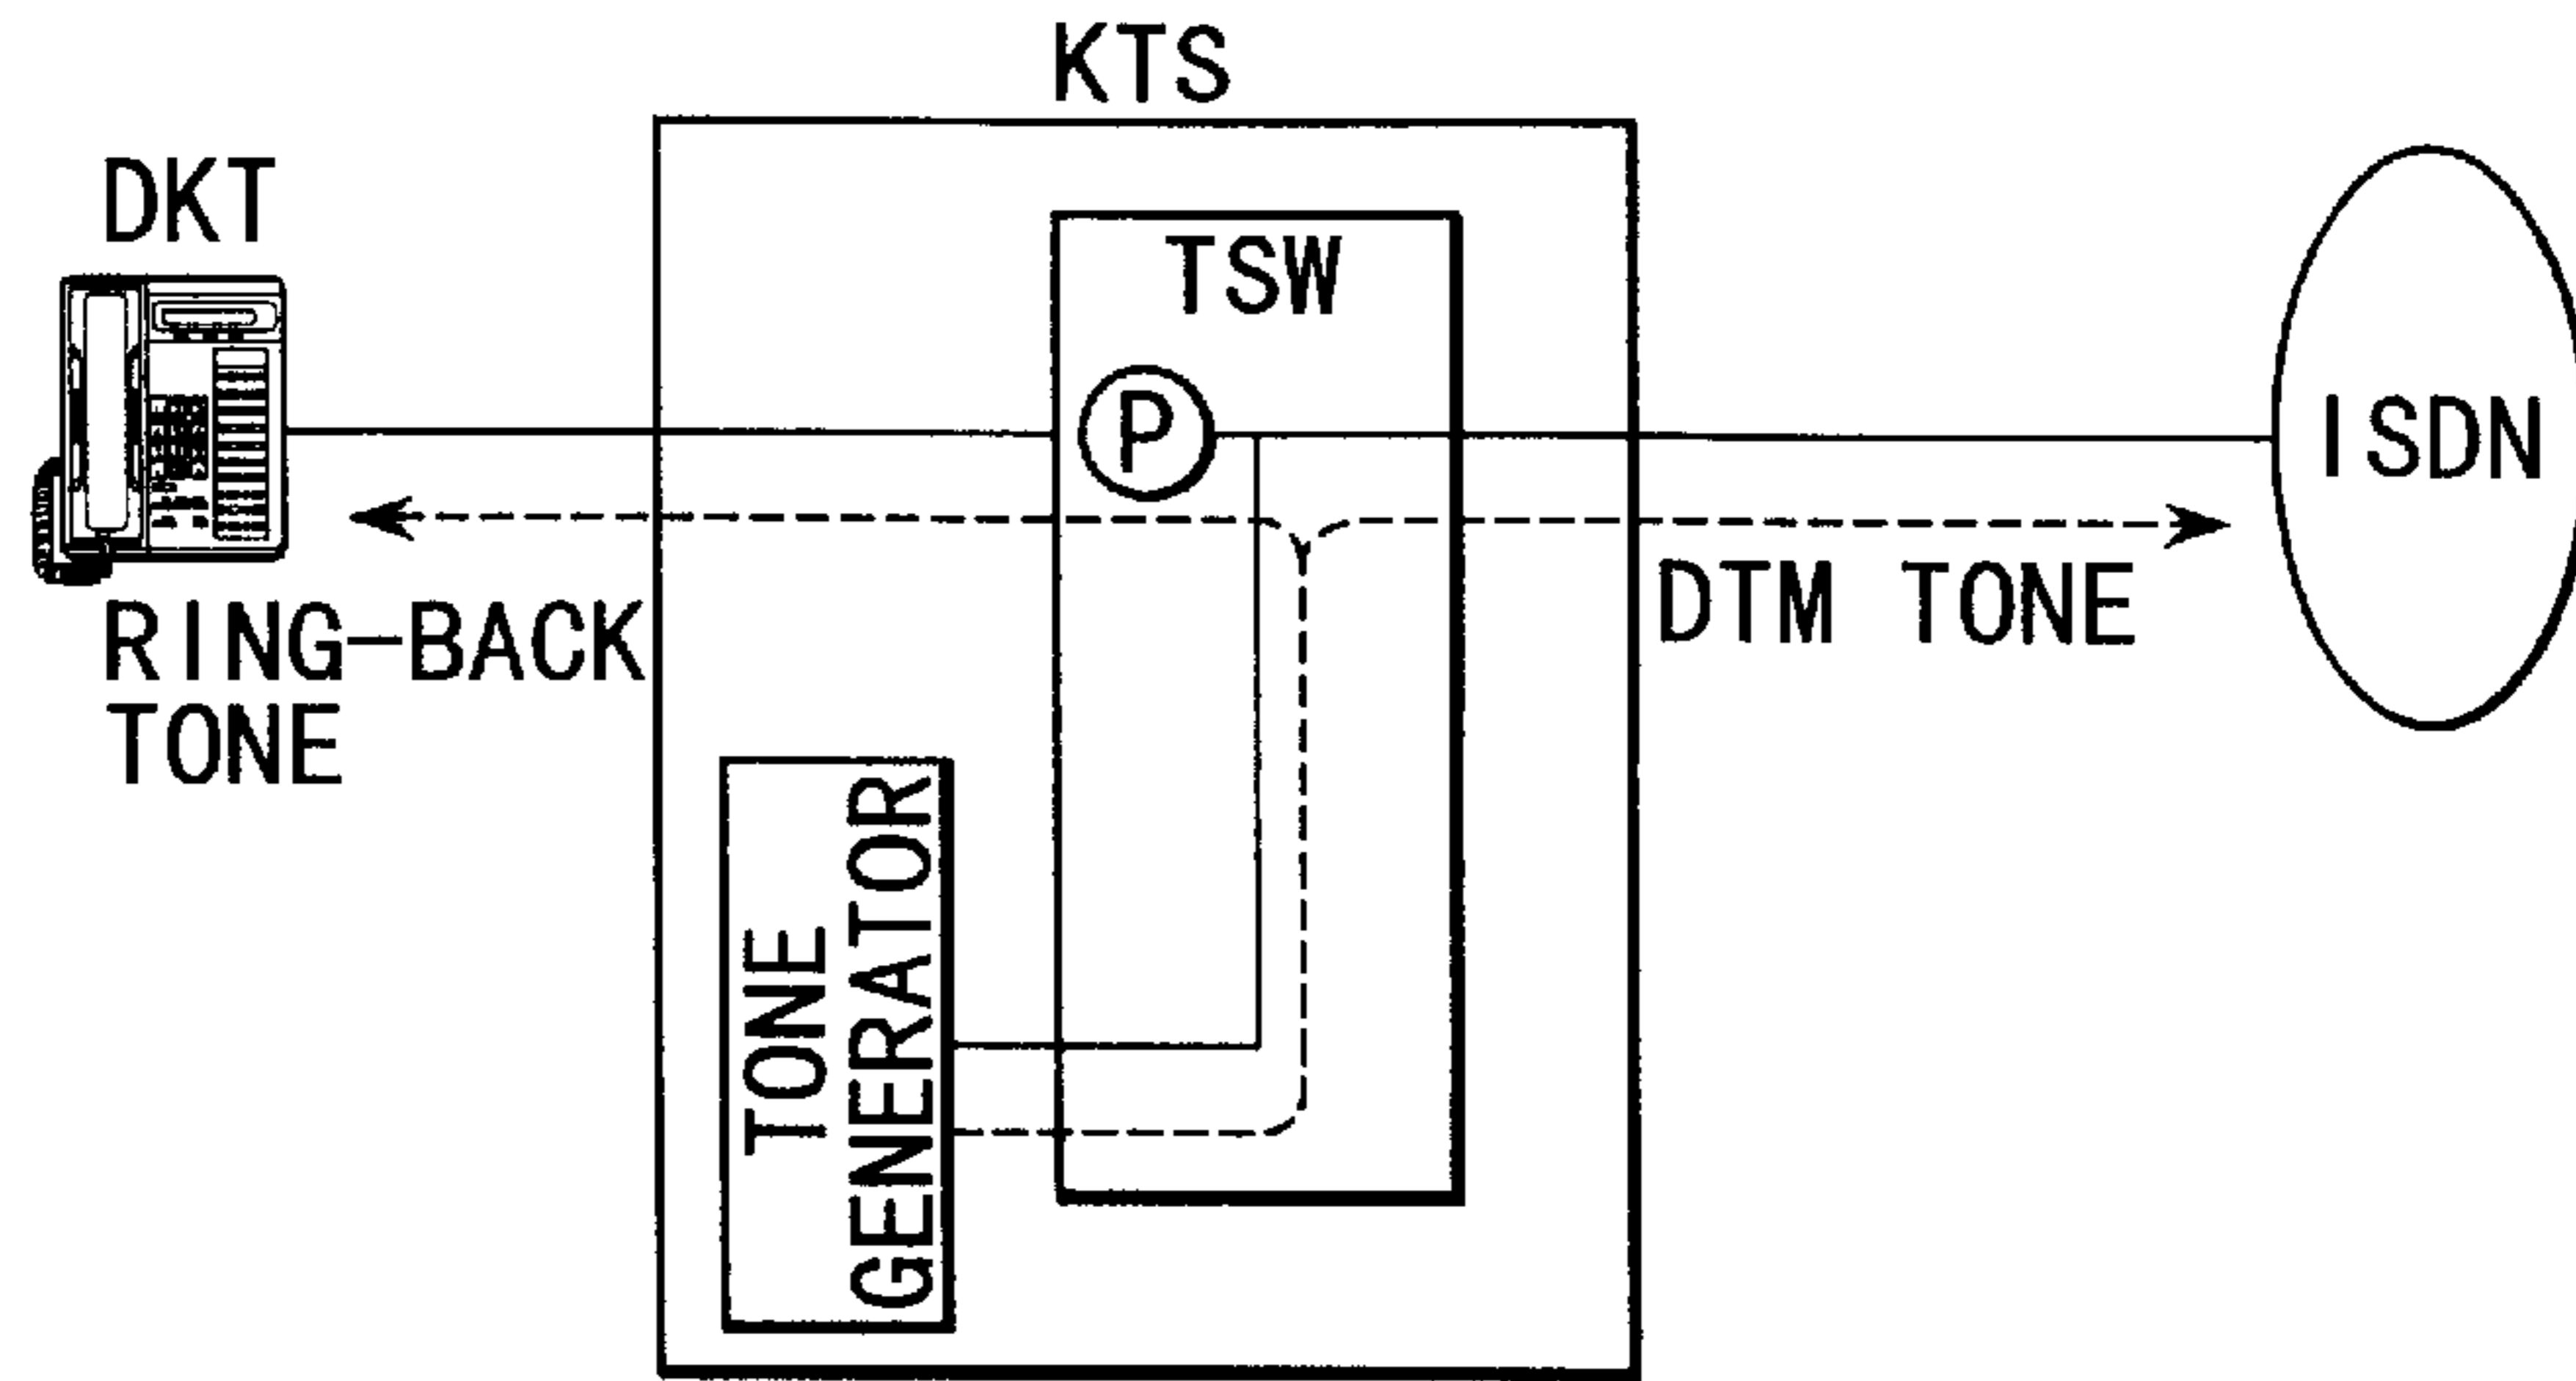 KTS
DKT
TSW
P
ISDN
RING-BACK
TONE
DTM TONE
TONE
GENERATOR